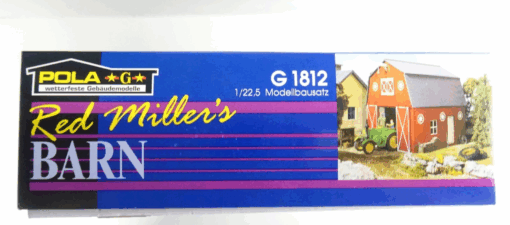 POLA G
wetterfeste Gebäudemodelle
G 1812
1/22,5 Modellbausatz
Red Miller's
BARN